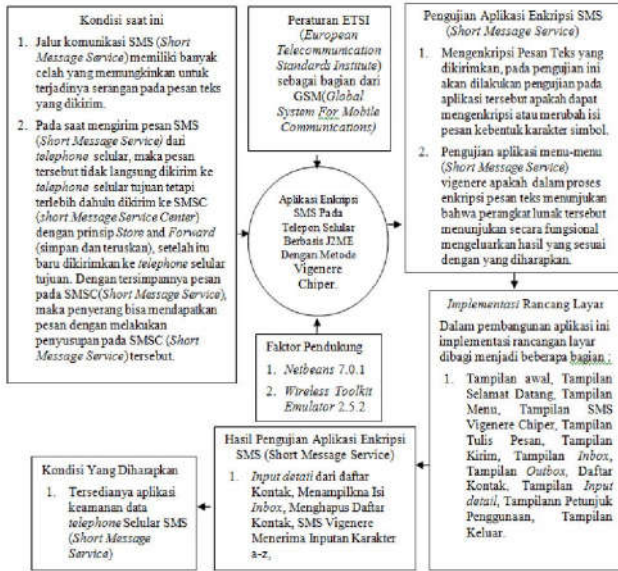 Kondisi saat ini
1. Jalur komunikasi SMS (Short
Message Service) memiliki banyak
celah yang memungkinkan untuk
terjadinya serangan pada pesan teks
yang dikirim.
2. Pada saat mengirim pesan SMS
(Short Message Service) dari
telephone selular, maka pesan
tersebut tidak langsung dikirim ke
telephone selular tujuan tetapi
terlebih dahulu dikirim ke SMSC
(short Message Service Center)
dengan prinsip Store and Forward
(simpan dan teruskan), setelah itu
baru dikirimkan ke telephone selular
tujuan. Dengan tersimpannya pesan
pada SMSC(Short Message Service),
maka penyerang bisa mendapatkan
pesan dengan melakukan
penyusupan pada SMSC (Short
Message Service) tersebut.
Peraturan ETSI
(European
Telecommunication
Standards Institute)
sebagai bagian dari
GSM(Global
System For Mobile
Communications)
Aplikasi Enkripsi
SMS Pada
Telepon Selular
Berbasis J2ME
Dengan Metode
Vigenere
Chiper.
Faktor Pendukung
1. Netbeans 7.0.1
2. Wireless Toolkit
Emulator 2.5.2
Pengujian Aplikasi Enkripsi SMS
(Short Message Service)
1. Mengenkripsi Pesan Teks yang
dikirimkan, pada pengujian ini
akan dilakukan pengujian pada
aplikasi tersebut apakah dapat
mengenkripsi atau merubah isi
pesan kebentuk karakter simbol.
2. Pengujian aplikasi menu-menu
(Short Message Service)
vigenere apakah dalam proses
enkripsi pesan teks menunjukan
bahwa perangkat lunak tersebut
menunjukan secara fungsional
mengeluarkan hasil yang sesuai
dengan yang diharapkan.
Implementasi Rancang Layar
Dalam pembangunan aplikasi ini
implementasi rancangan layar
dibagi menjadi beberapa bagian ;
1. Tampilan awal, Tampilan
Selamat Datang, Tampilan
Menu, Tampilan SMS
Vigenere Chiper, Tampilan
Tulis Pesan, Tampilan
Kirim, Tampilan Inbox,
Tampilan Outbox, Daftar
Kontak, Tampilan Input
detail, Tampilann Petunjuk
Penggunaan, Tampilan
Keluar.
Hasil Pengujian Aplikasi Enkripsi
SMS (Short Message Service)
1. Input detail dari daftar
Kontak, Menampilkna Isi
Inbox, Menghapus Daftar
Kontak, SMS Vigenere
Menerima Inputan Karakter
a-z,
Kondisi Yang Diharapkan
1. Tersedianya aplikasi
keamanan data
telephone Selular SMS
(Short Message
Service)